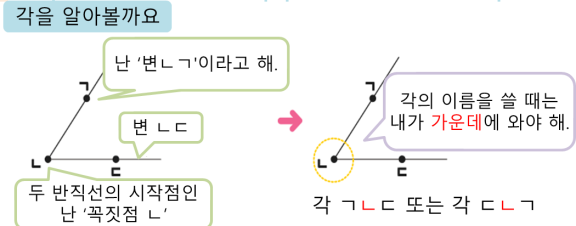 각을 알아볼까요
난 ‘변ㄴㄱ'이라고 해.
ㄱ
변 ㄴㄷ
ㄴ
ㄷ
두 반직선의 시작점인
난 ‘꼭짓점 ㄴ’
각의 이름을 쓸 때는
내가 가운데에 와야 해.
ㄱ
ㄴ
ㄷ
각 ㄱㄴㄷ 또는 각 ㄷㄴㄱ